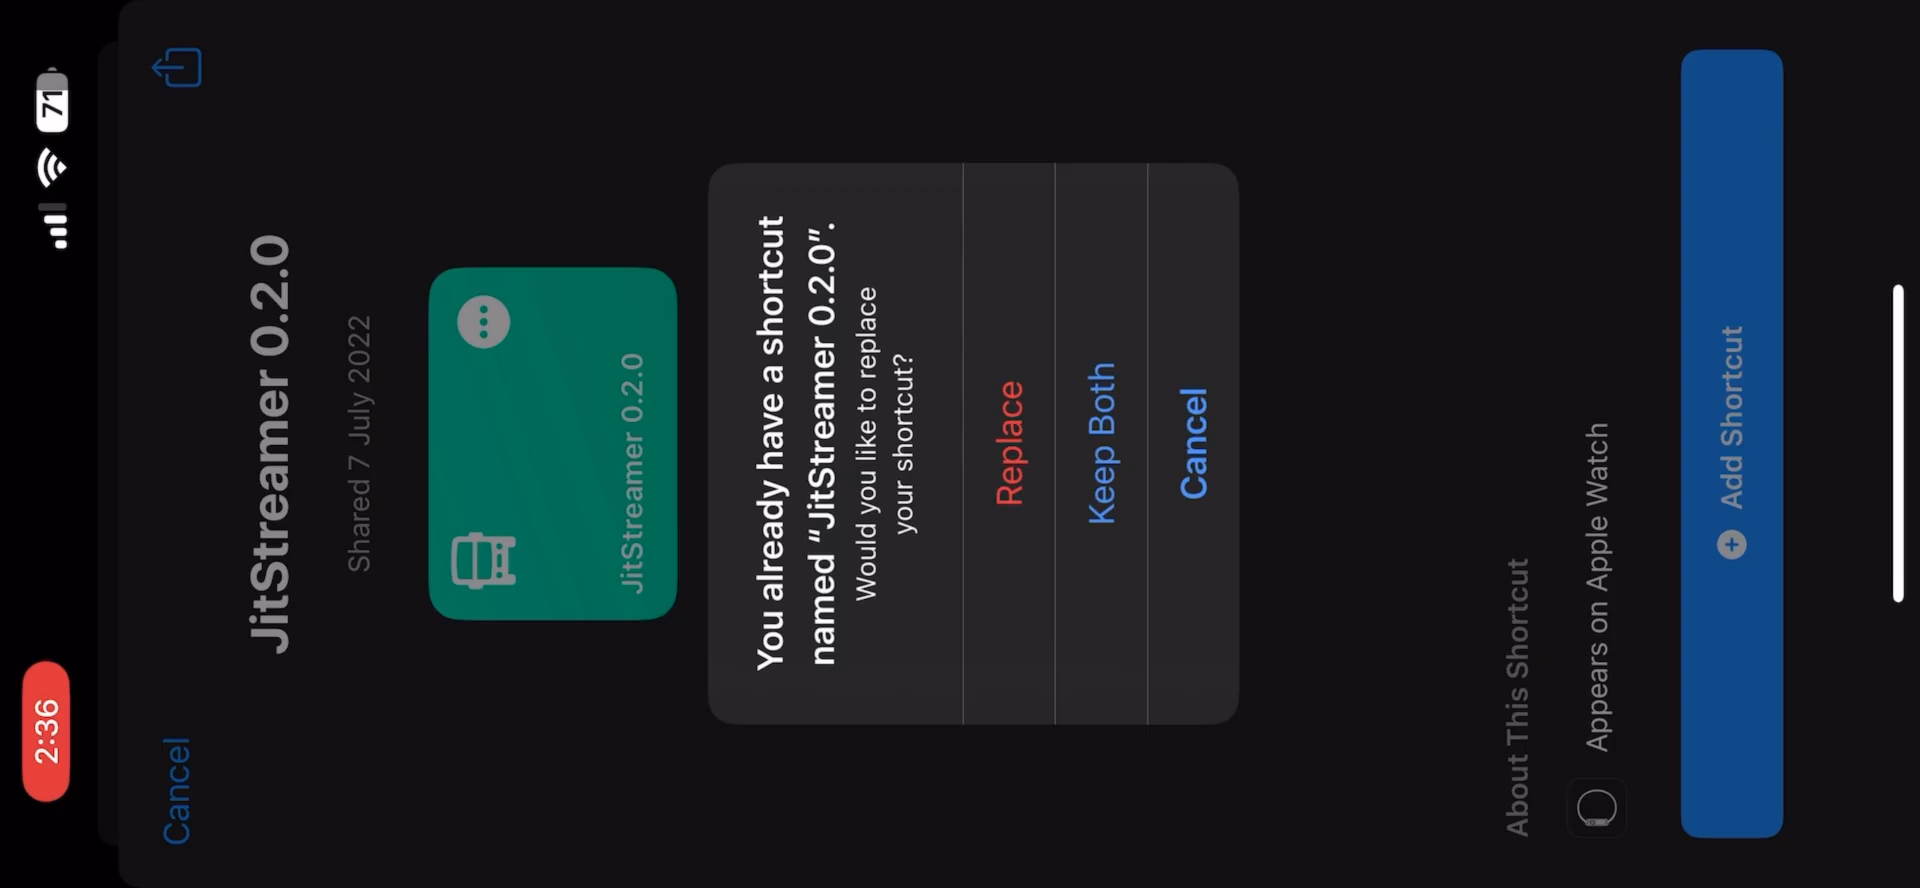 2:36
71
Cancel
JitStreamer 0.2.0
Shared 7 July 2022
JitStreamer 0.2.0
You already have a shortcut
named “JitStreamer 0.2.0”.
Would you like to replace
your shortcut?
Replace
Keep Both
Cancel
About This Shortcut
Appears on Apple Watch
Add Shortcut